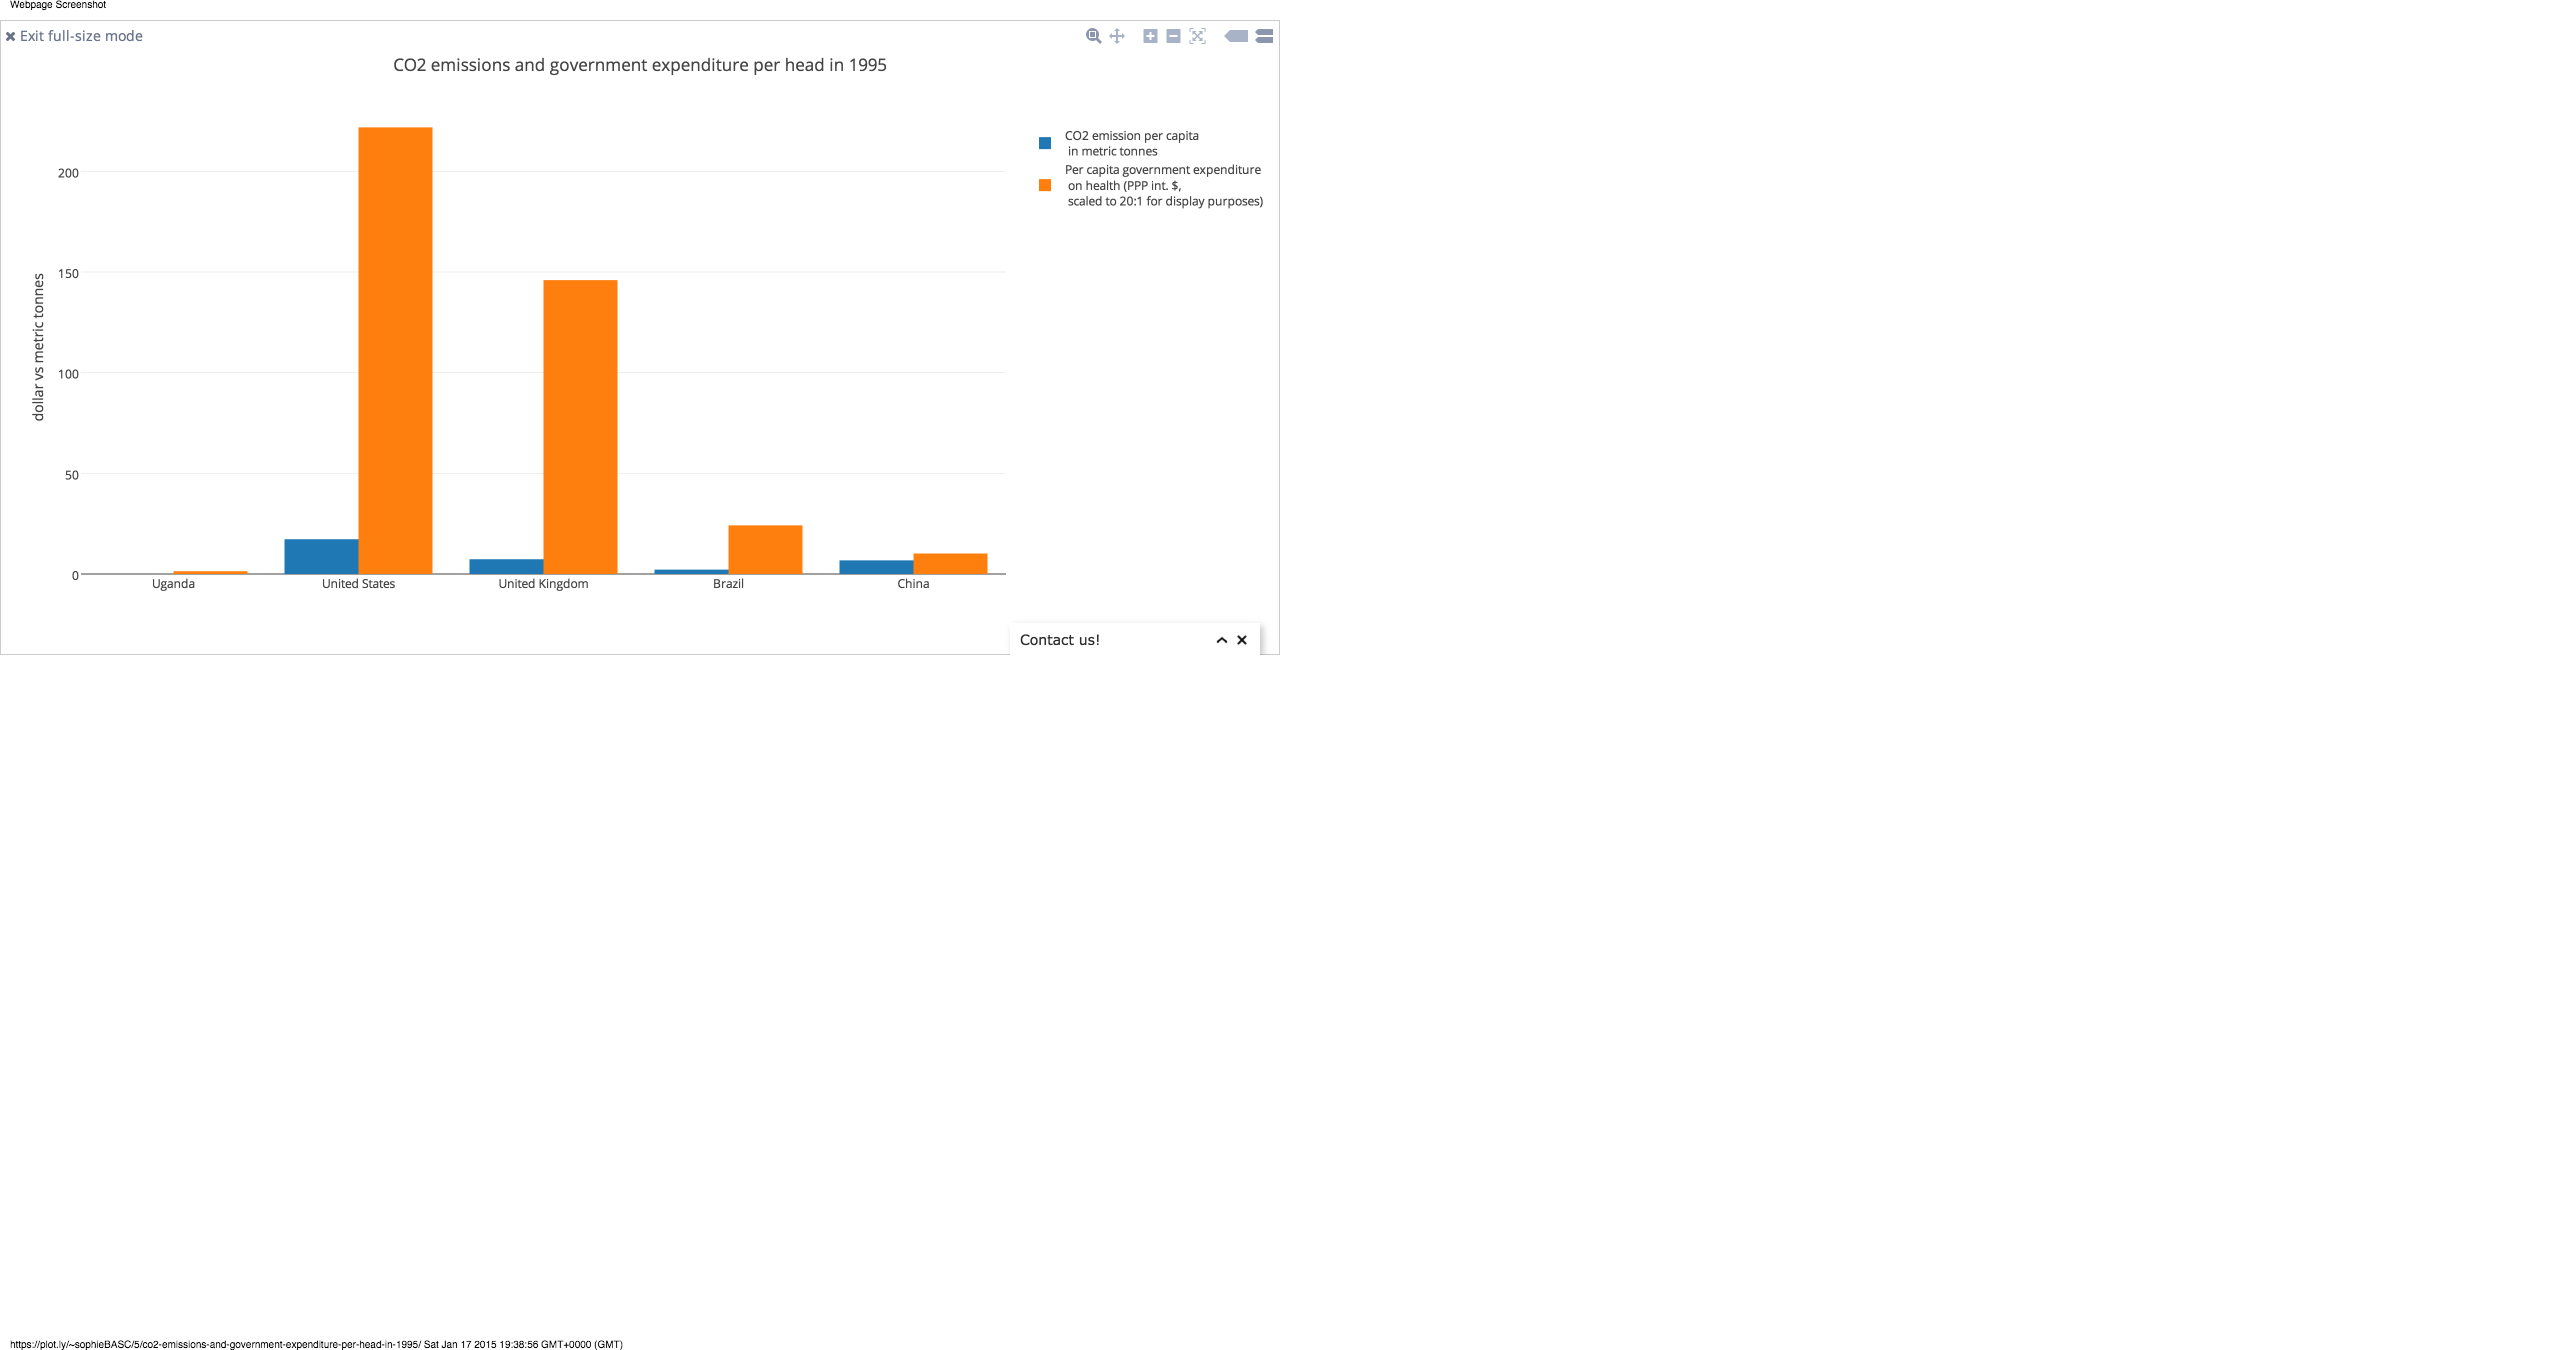 Webpage Screenshot
Exit full-size mode
CO2 emissions and government expenditure per head in 1995
CO2 emission per capita
in metric tonnes
Per capita government expenditure
on health (PPP int. $,
scaled to 20:1 for display purposes)
dollar vs metric tonnes
200
150
100
50
0
Uganda
United States
United Kingdom
Brazil
China
Contact us!
https://plot.ly/~sophieBASC/5/co2-emissions-and-government-expenditure-per-head-in-1995/ Sat Jan 17 2015 19:38:56 GMT+0000 (GMT)